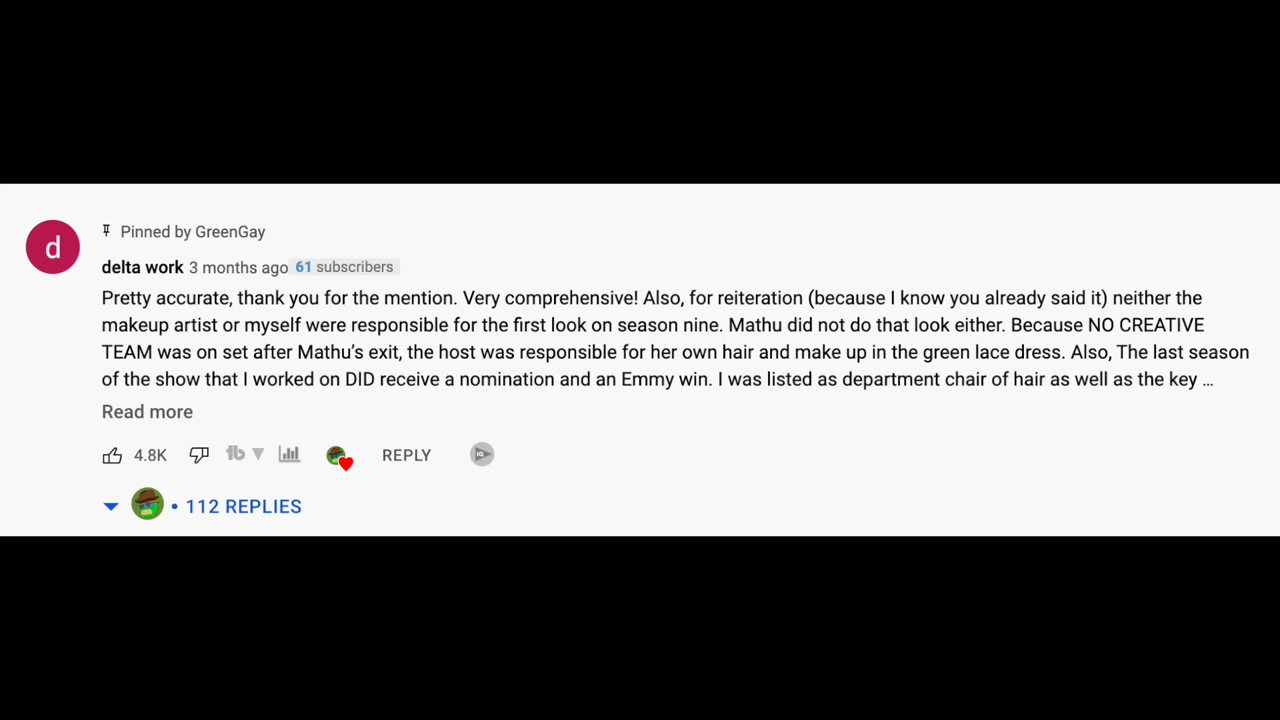 d
Pinned by GreenGay
delta work 3 months ago 61 subscribers
Pretty accurate, thank you for the mention. Very comprehensive! Also, for reiteration (because I know you already said it) neither the
makeup artist or myself were responsible for the first look on season nine. Mathu did not do that look either. Because NO CREATIVE
TEAM was on set after Mathu’s exit, the host was responsible for her own hair and make up in the green lace dress. Also, The last season
of the show that I worked on DID receive a nomination and an Emmy win. I was listed as department chair of hair as well as the key …
Read more
4.8K tb REPLY IQ
• 112 REPLIES